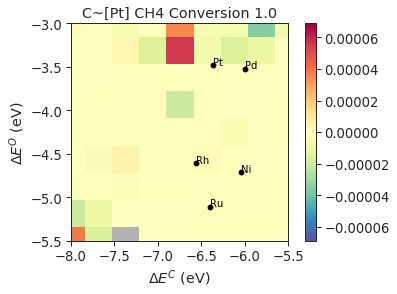 C~[Pt] CH4 Conversion 1.0
−3.0
−3.5
−4.0
−4.5
−5.0
−5.5
ΔE^O (eV)
Pt
Pd
Rh
Ni
Ru
−8.0 −7.5 −7.0 −6.5 −6.0 −5.5
ΔE^C (eV)
0.00006
0.00004
0.00002
0.00000
−0.00002
−0.00004
−0.00006